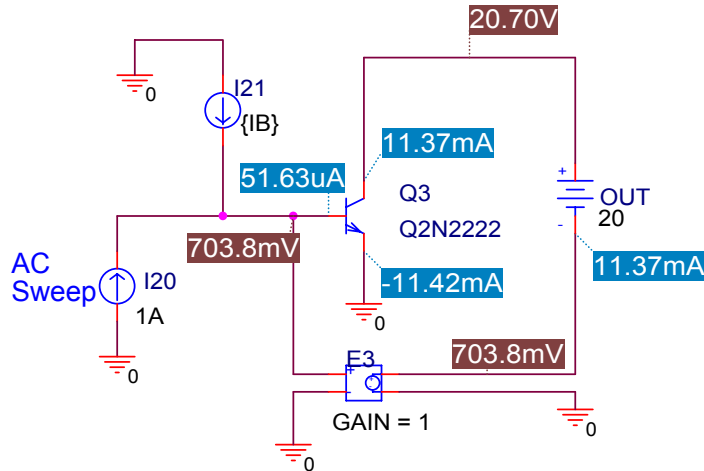 20.70V
0
I21
{IB}
11.37mA
51.63uA
Q3
Q2N2222
+
OUT
20
-
703.8mV
11.37mA
AC
Sweep
I20
1A
-11.42mA
0
0
E3
703.8mV
+
-
GAIN = 1
0
0